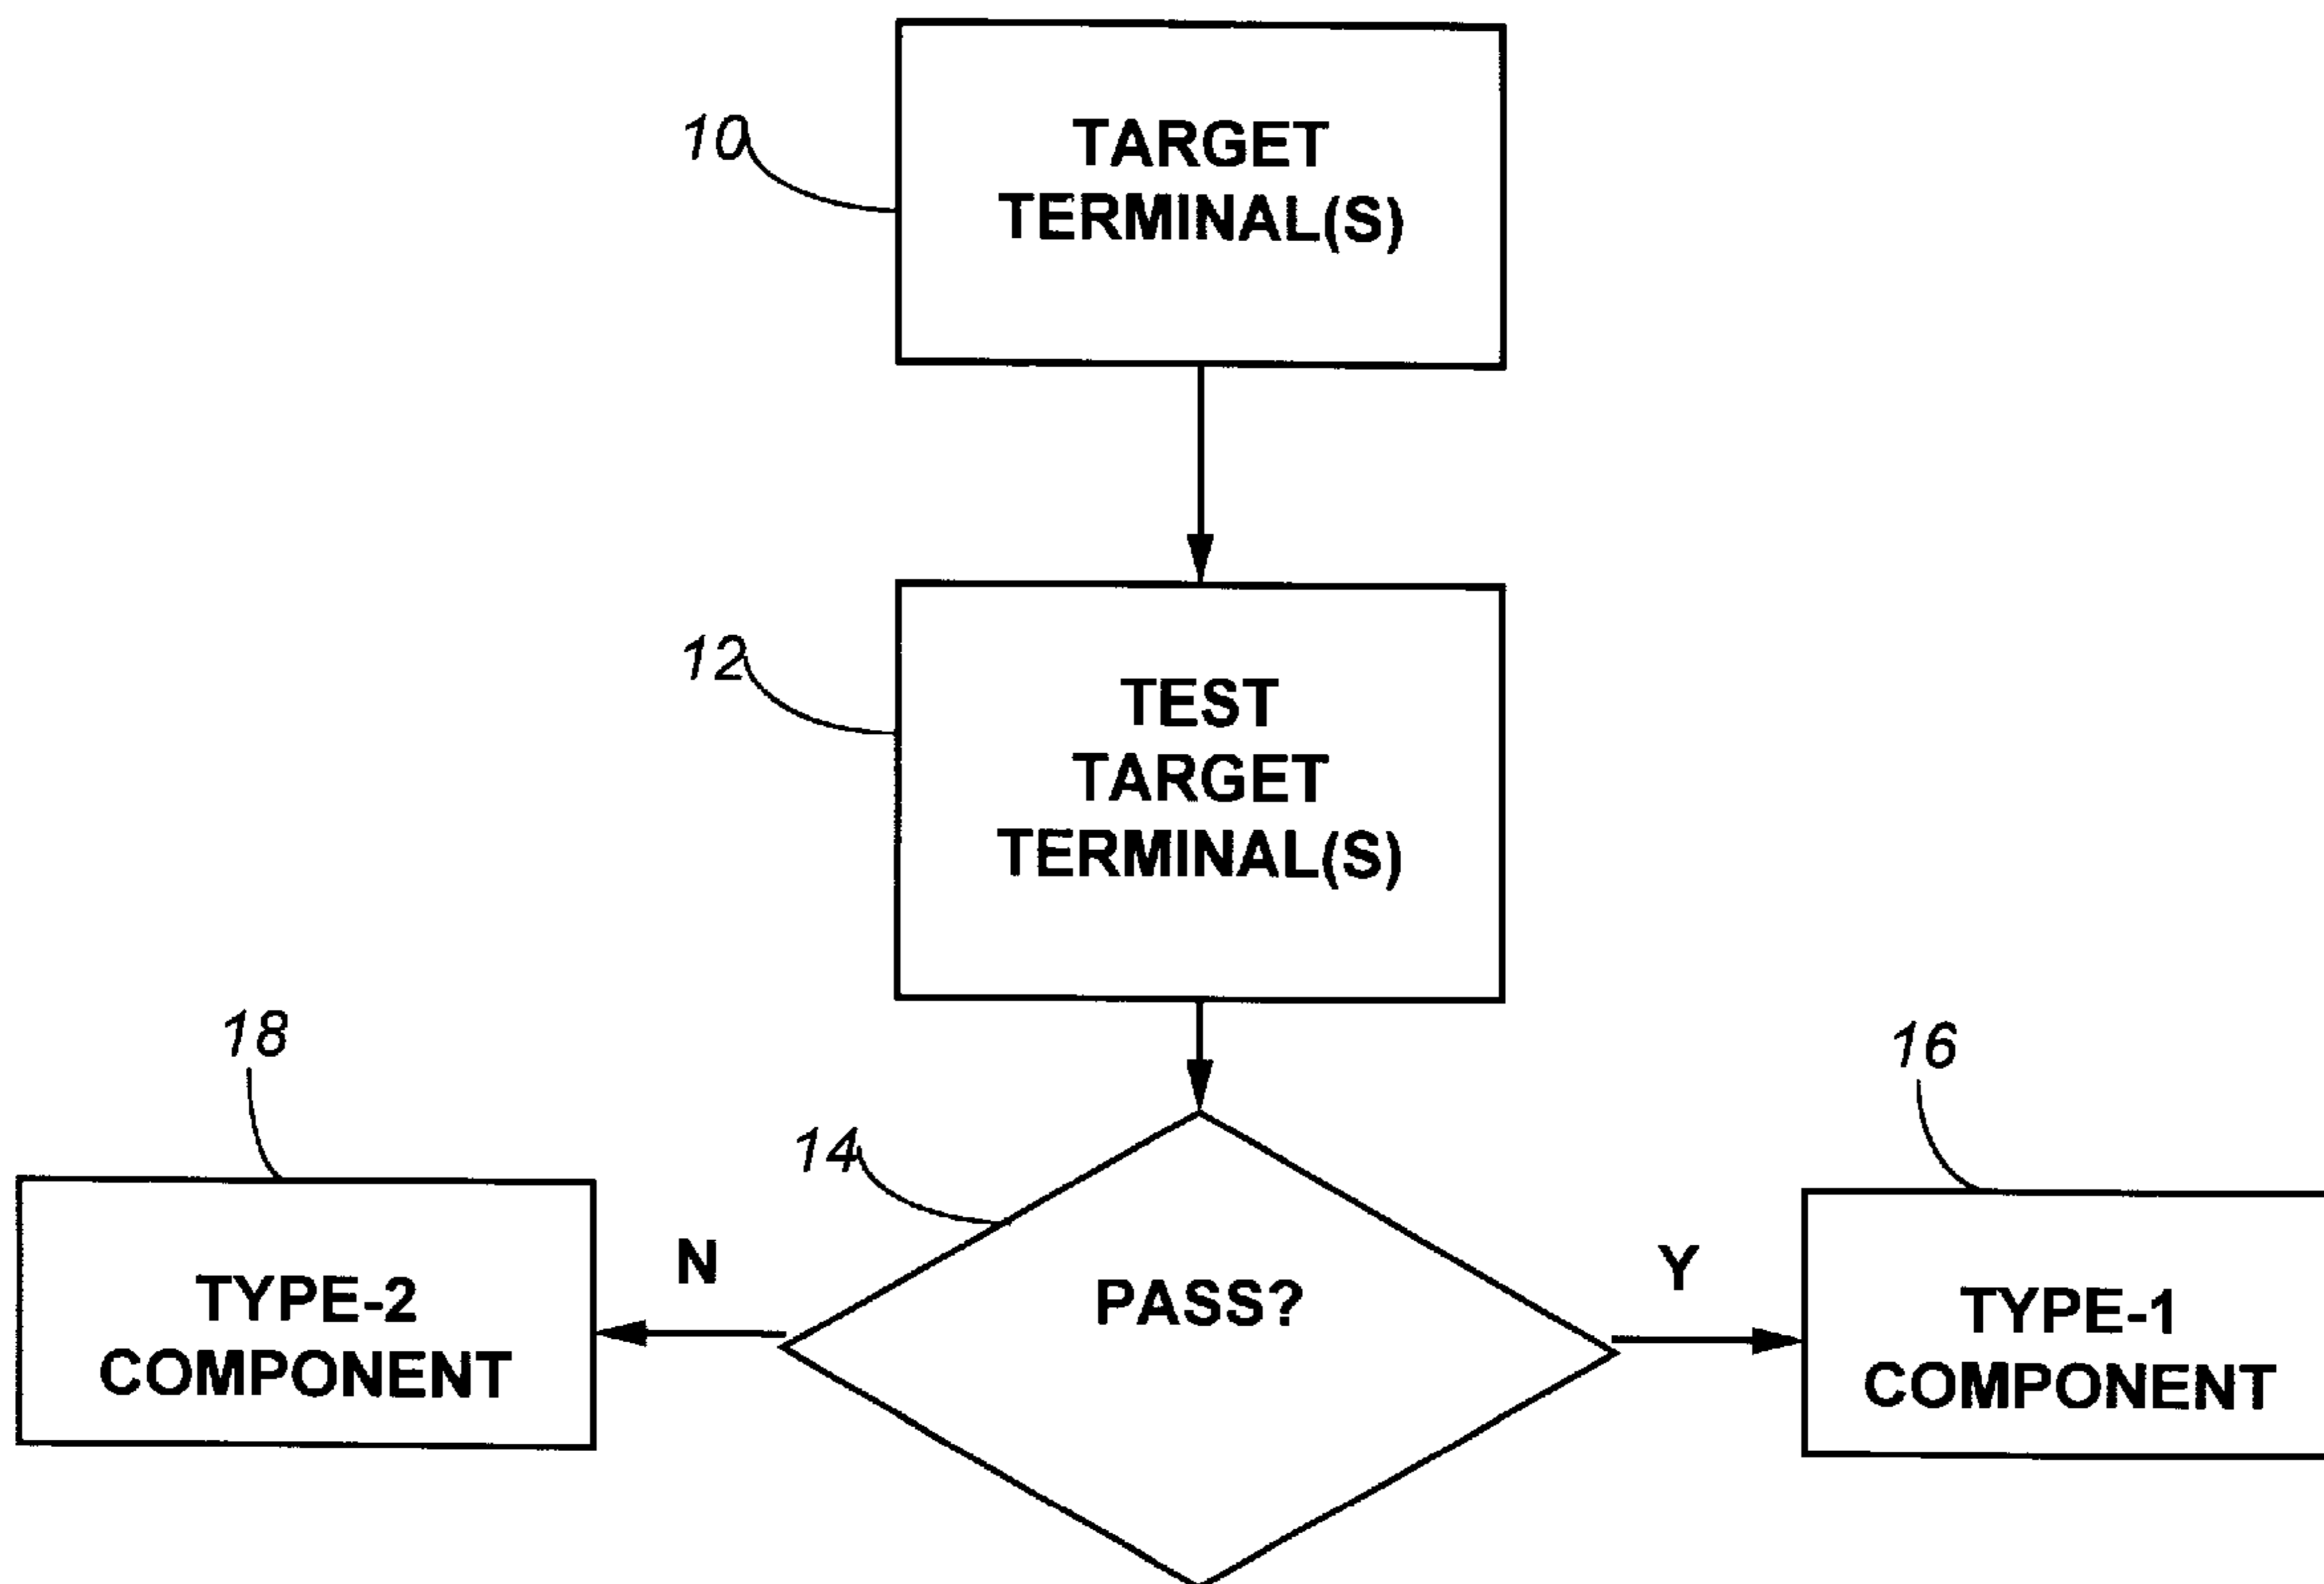 10
TARGET
TERMINAL(S)
12
TEST
TARGET
TERMINAL(S)
18
16
14
N
Y
PASS?
TYPE-2
COMPONENT
TYPE-1
COMPONENT